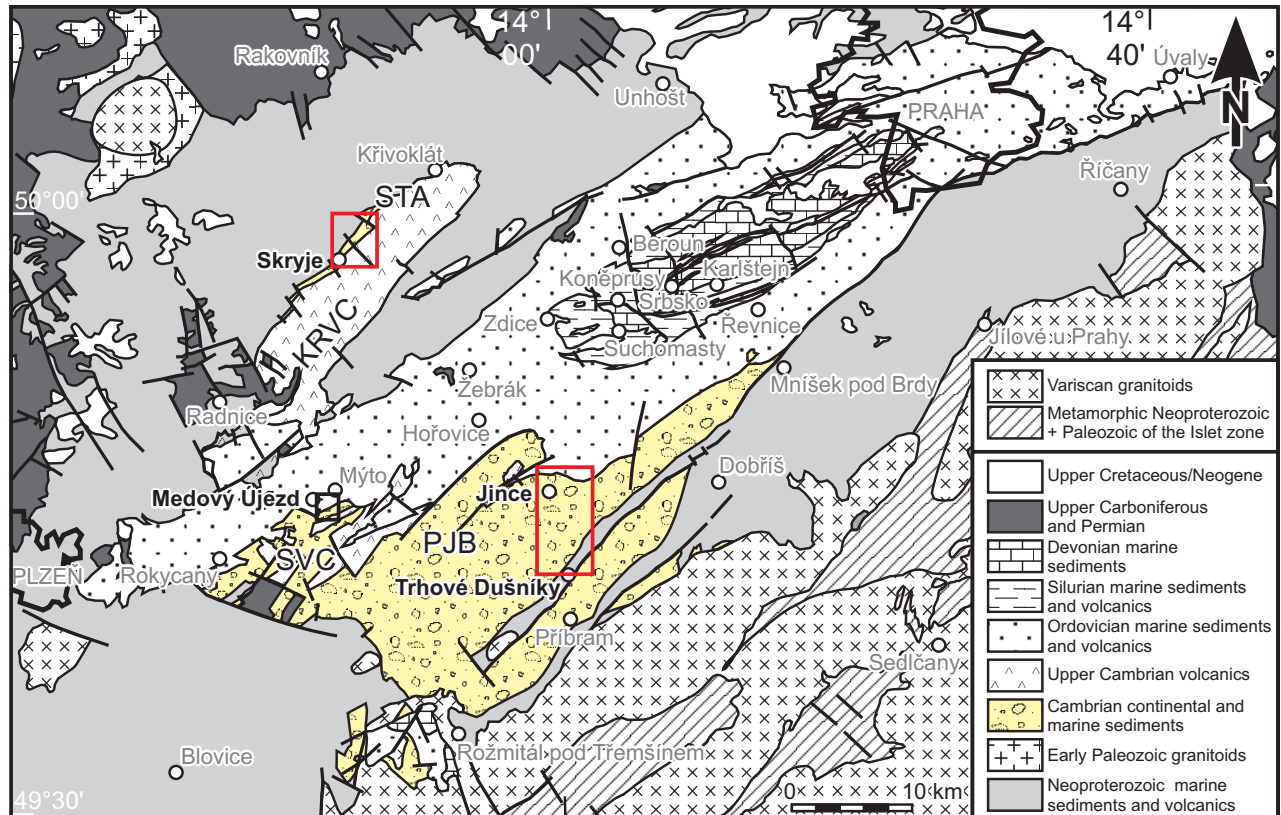 14°
00'
14°
40'
Rakovník
Úvaly
Unhošt
PRAHA
N
Křivoklát
Říčany
STA
50°00'
Beroun
Skryje
Koněprusy
Karlštejn
Srbsko
Zdice
Řevnice
KRVC
Suchomasty
Jílové u Prahy
Žebrák
Mníšek pod Brdy
Radnice
Hořovice
Mýto
Dobříš
Medový Újezd
Jince
PJB
SVC
Rokycany
PLZEŇ
Trhové Dušníky
Příbram
Sedlčany
Rožmitál pod Třemšínem
Blovice
49°30'
0
10 km
Variscan granitoids
Metamorphic Neoproterozoic
+ Paleozoic of the Islet zone
Upper Cretaceous/Neogene
Upper Carboniferous
and Permian
Devonian marine
sediments
Silurian marine sediments
and volcanics
Ordovician marine sediments
and volcanics
Upper Cambrian volcanics
Cambrian continental and
marine sediments
Early Paleozoic granitoids
Neoproterozoic marine
sediments and volcanics